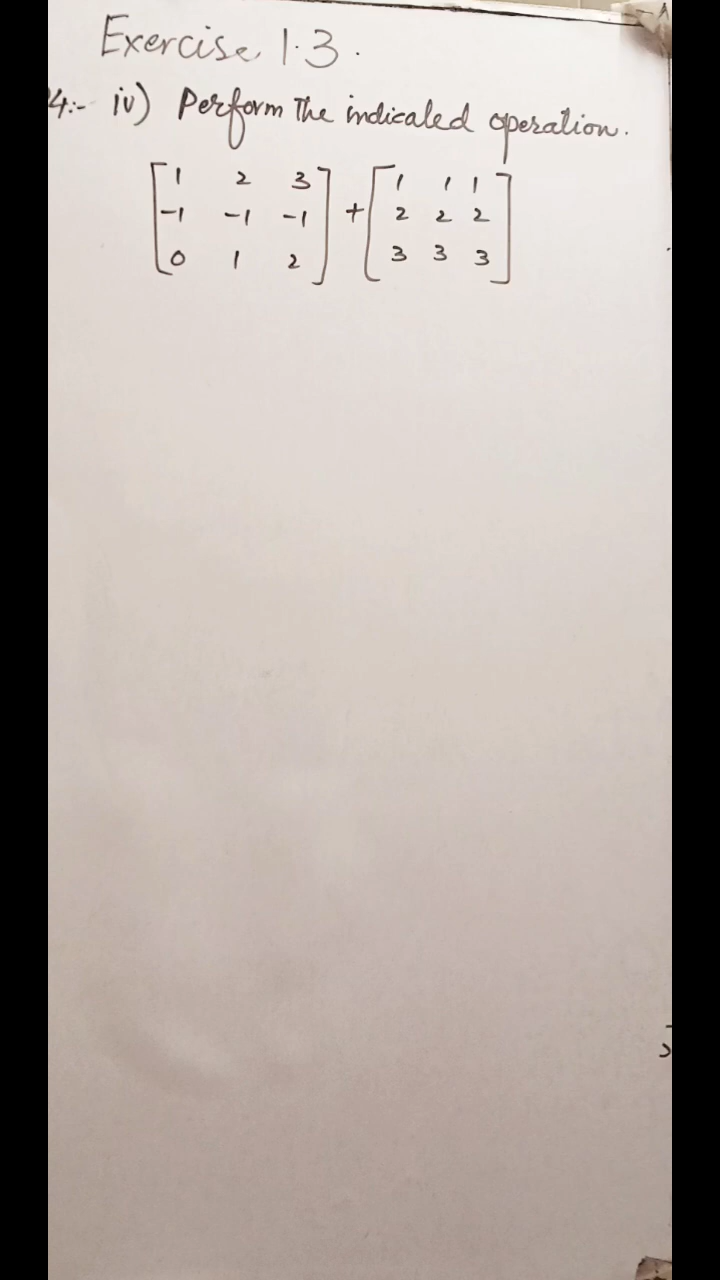 Exercise 1.3.
4:- iv) Perform The indicaled operation.
[1 2 3] + [1 1 1]
[-1 -1 -1] [2 2 2]
[0 1 2] [3 3 3]